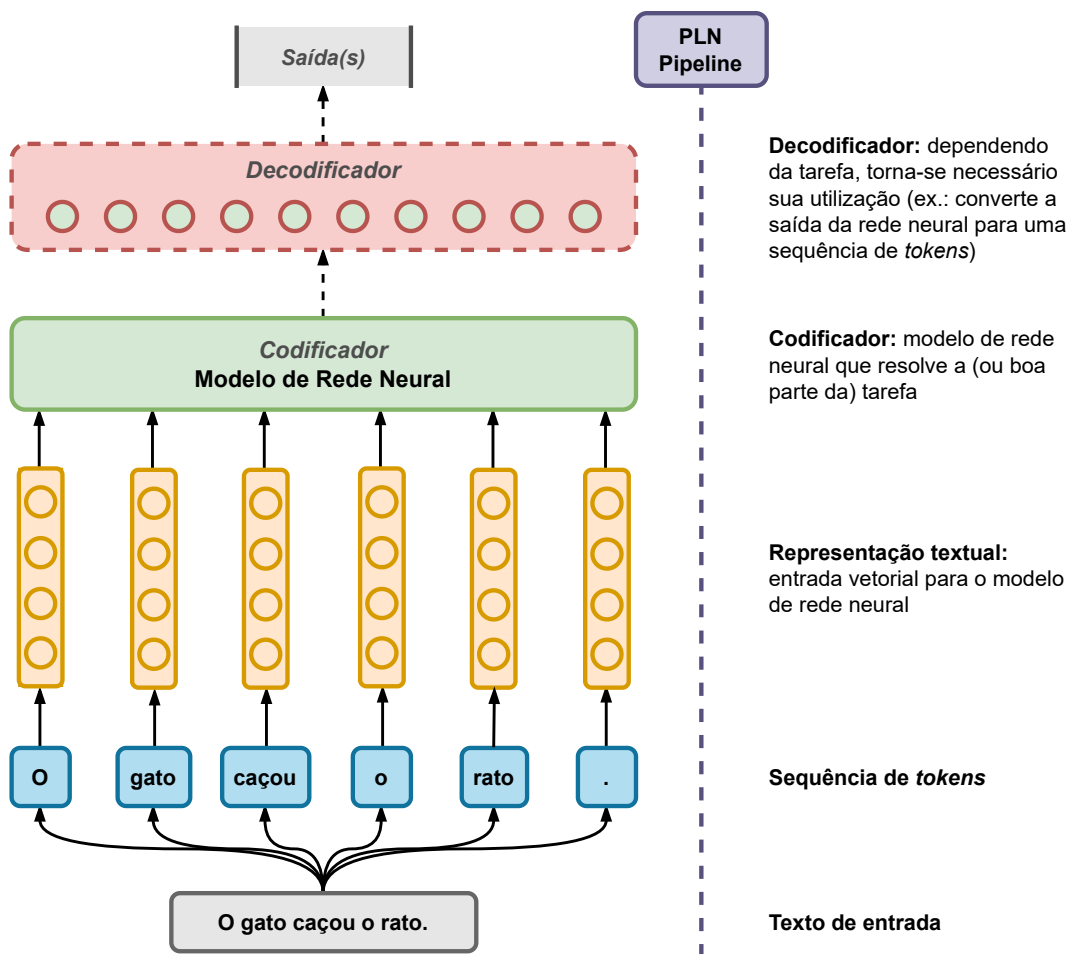 Saída(s)
PLN
Pipeline
Decodificador
Decodificador: dependendo
da tarefa, torna-se necessário
sua utilização (ex.: converte a
saída da rede neural para uma
sequência de tokens)
Codificador
Modelo de Rede Neural
Codificador: modelo de rede
neural que resolve a (ou boa
parte da) tarefa
Representação textual:
entrada vetorial para o modelo
de rede neural
O gato caçou o rato .
Sequência de tokens
O gato caçou o rato.
Texto de entrada